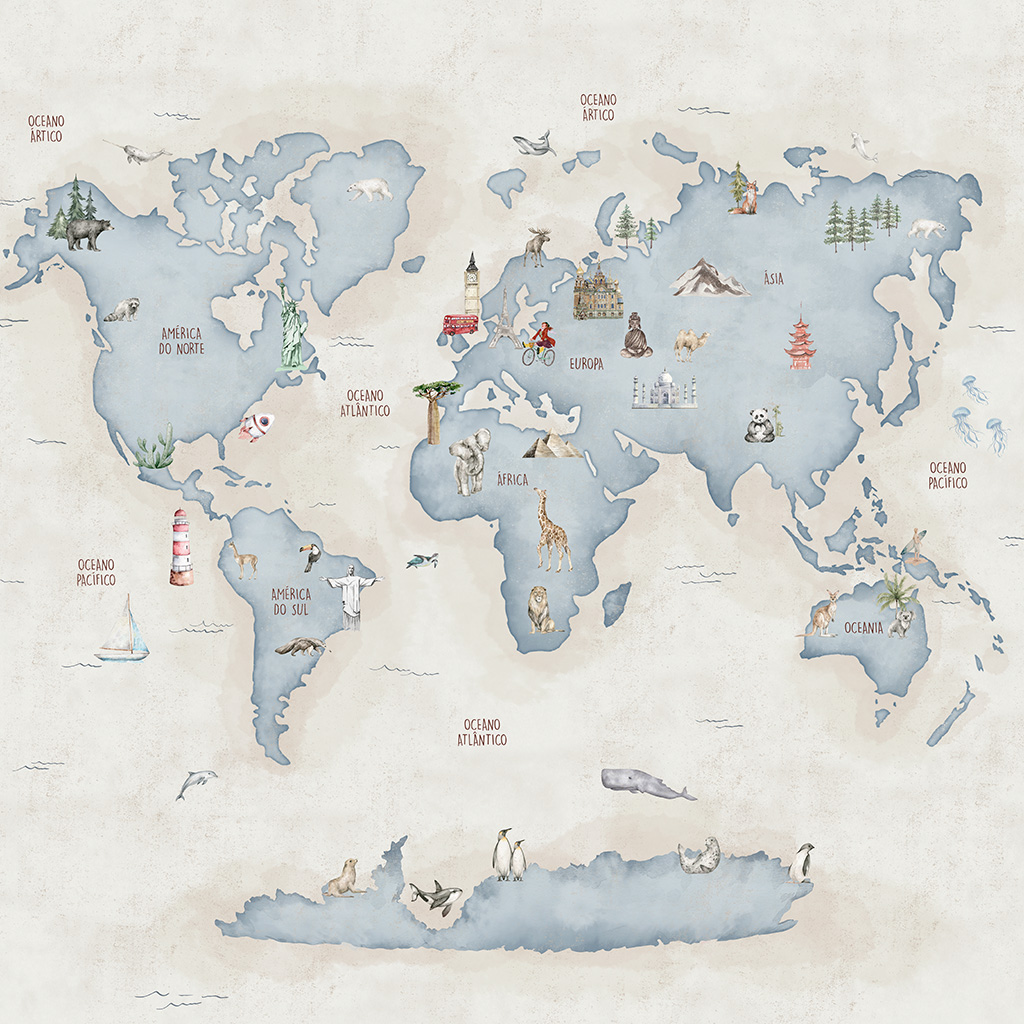 OCEANO
ÁRTICO
OCEANO
ÁRTICO
ÁSIA
AMÉRICA
DO NORTE
EUROPA
OCEANO
ATLÂNTICO
ÁFRICA
OCEANO
PACÍFICO
OCEANO
PACÍFICO
AMÉRICA
DO SUL
OCEANIA
OCEANO
ATLÂNTICO